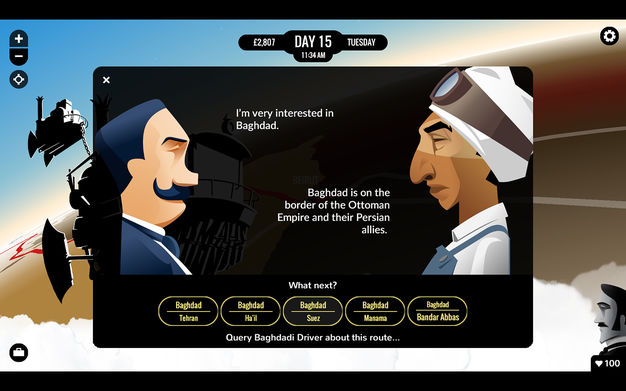 +
£2,807
DAY 15
TUESDAY
11:34 AM
−
×
I'm very interested in
Baghdad.
BEIRUT
Baghdad is on the
border of the Ottoman
Empire and their Persian
allies.
What next?
Baghdad
Tehran
Baghdad
Ha'il
Baghdad
Suez
Baghdad
Manama
Baghdad
Bandar Abbas
Query Baghdadi Driver about this route...
♥100